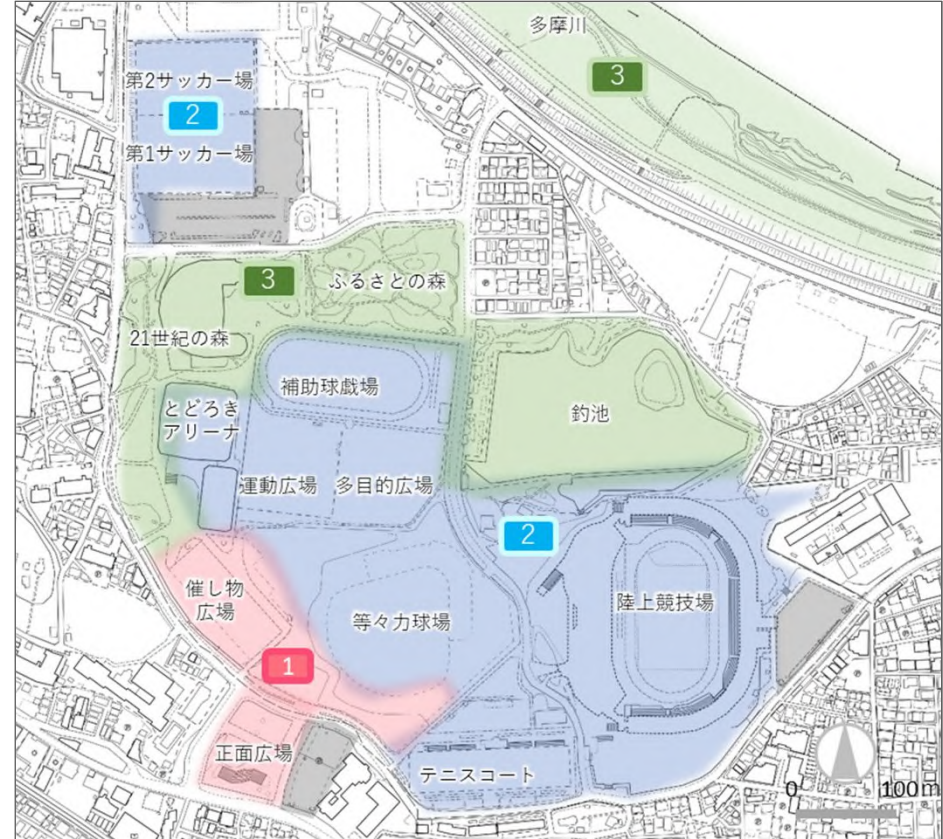 多摩川
3
第2サッカー場
2
第1サッカー場
3
ふるさとの森
21世紀の森
補助球戯場
とどろき
アリーナ
釣池
運動広場
多目的広場
2
催し物
広場
等々力球場
陸上競技場
1
正面広場
テニスコート
0
100m